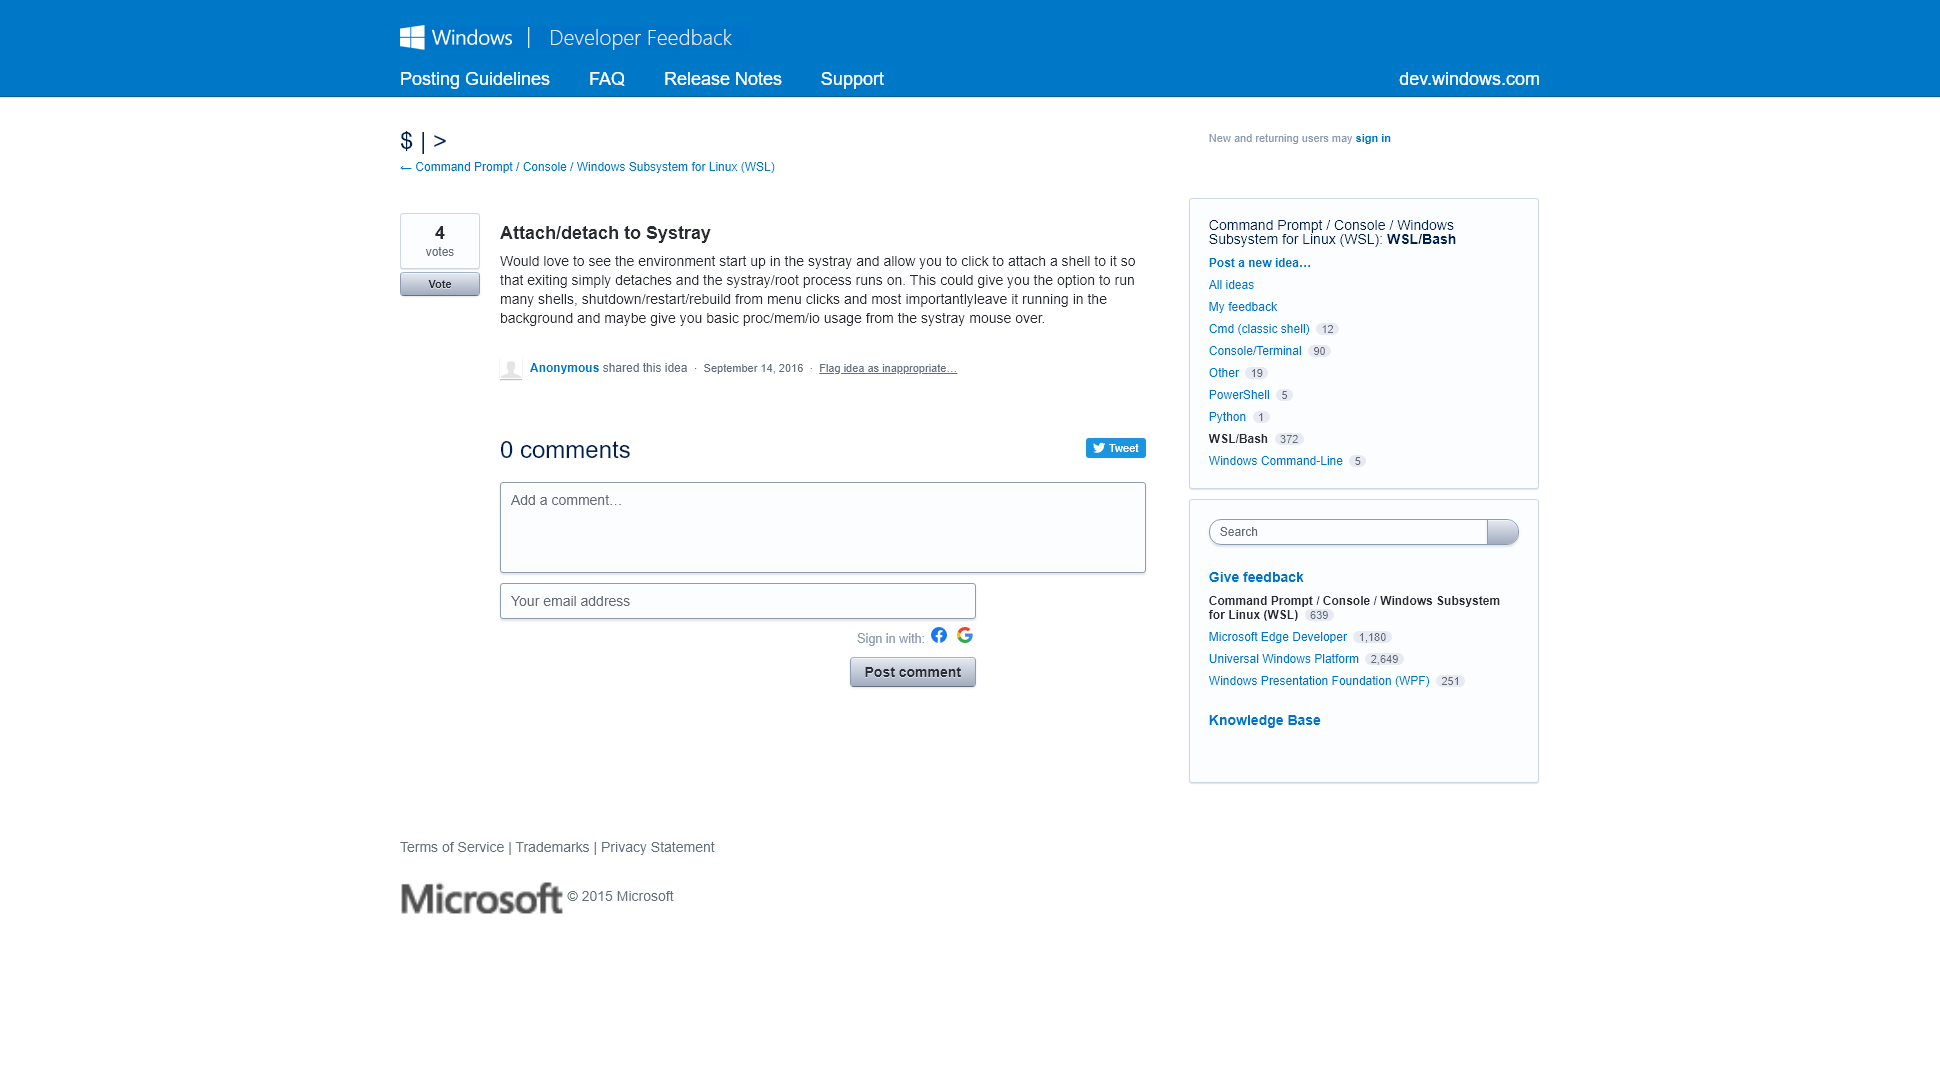 Windows | Developer Feedback
Posting Guidelines FAQ Release Notes Support dev.windows.com
$ | >
← Command Prompt / Console / Windows Subsystem for Linux (WSL)
New and returning users may sign in
4
votes
Vote
Attach/detach to Systray
Would love to see the environment start up in the systray and allow you to click to attach a shell to it so
that exiting simply detaches and the systray/root process runs on. This could give you the option to run
many shells, shutdown/restart/rebuild from menu clicks and most importantlyleave it running in the
background and maybe give you basic proc/mem/io usage from the systray mouse over.
Anonymous shared this idea · September 14, 2016 · Flag idea as inappropriate…
0 comments
Tweet
Add a comment…
Your email address
Sign in with:
Post comment
Command Prompt / Console / Windows
Subsystem for Linux (WSL): WSL/Bash
Post a new idea…
All ideas
My feedback
Cmd (classic shell) 12
Console/Terminal 90
Other 19
PowerShell 5
Python 1
WSL/Bash 372
Windows Command-Line 5
Search
Give feedback
Command Prompt / Console / Windows Subsystem
for Linux (WSL) 639
Microsoft Edge Developer 1,180
Universal Windows Platform 2,649
Windows Presentation Foundation (WPF) 251
Knowledge Base
Terms of Service | Trademarks | Privacy Statement
Microsoft © 2015 Microsoft